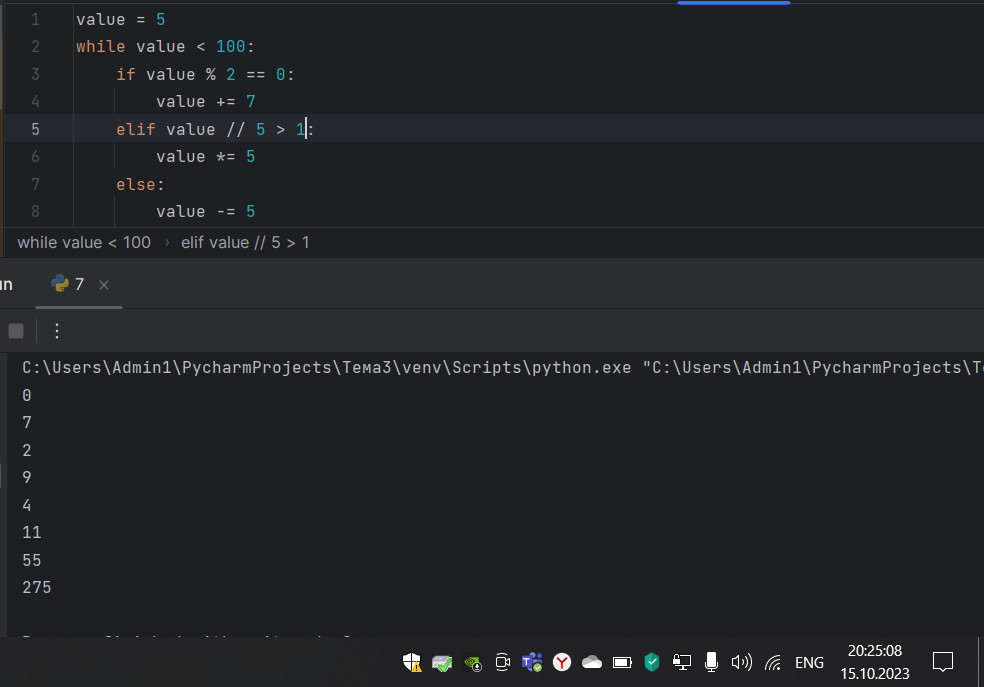 1 value = 5
2 while value < 100:
3 if value % 2 == 0:
4 value += 7
5 elif value // 5 > 1:
6 value *= 5
7 else:
8 value -= 5
while value < 100 › elif value // 5 > 1
un 7 ×
C:\Users\Admin1\PycharmProjects\Тема3\venv\Scripts\python.exe "C:\Users\Admin1\PycharmProjects\Т
0
7
2
9
4
11
55
275
ENG 20:25:08
15.10.2023